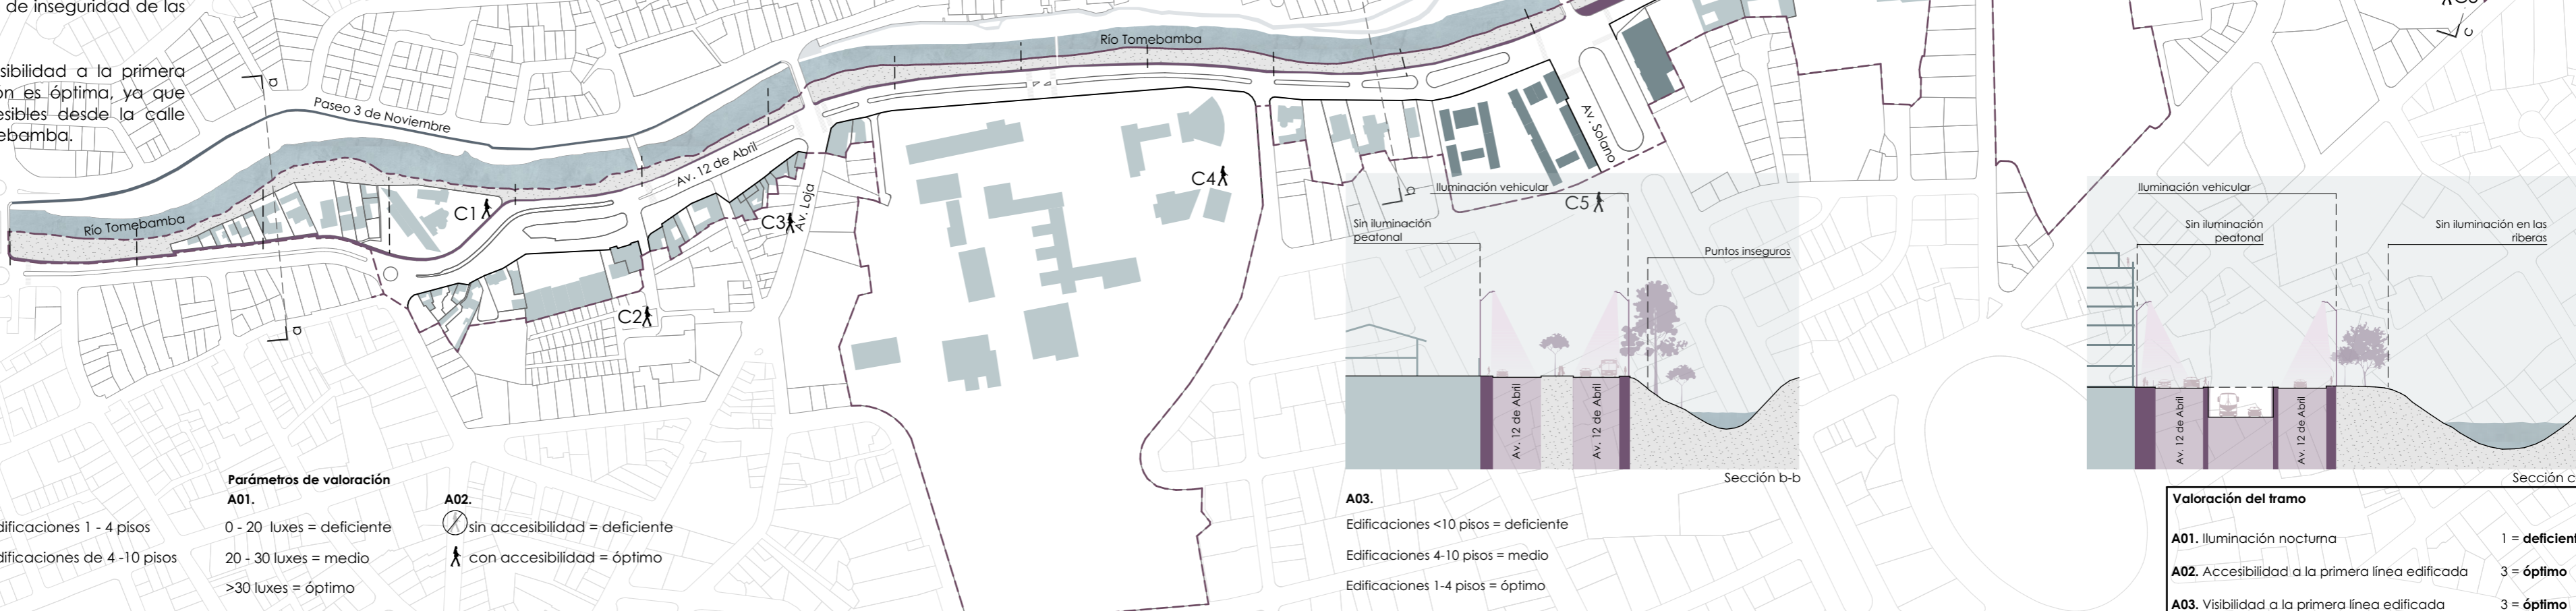 de inseguridad de las
a la primera
es óptima, ya que
desde la calle
Paseo 3 de Noviembre
Río Tomebamba
Río Tomebamba
Av. 12 de Abril
Av. Loja
Av. Solano
C1
C2
C3
C4
C5
a
a
a
c
Iluminación vehicular
Sin iluminación
peatonal
Puntos inseguros
Av. 12 de Abril
Av. 12 de Abril
Sección b-b
Iluminación vehicular
Sin iluminación
peatonal
Sin iluminación en las
riberas
Av. 12 de Abril
Av. 12 de Abril
Sección c
1 - 4 pisos
de 4 -10 pisos
Parámetros de valoración
A01.
0 - 20 luxes = deficiente
20 - 30 luxes = medio
>30 luxes = óptimo
A02.
sin accesibilidad = deficiente
con accesibilidad = óptimo
A03.
Edificaciones <10 pisos = deficiente
Edificaciones 4-10 pisos = medio
Edificaciones 1-4 pisos = óptimo
Valoración del tramo
A01. Iluminación nocturna 1 =
A02. Accesibilidad a la primera línea edificada 3 = óptimo
A03. Visibilidad a la primera línea edificada 3 = óptimo